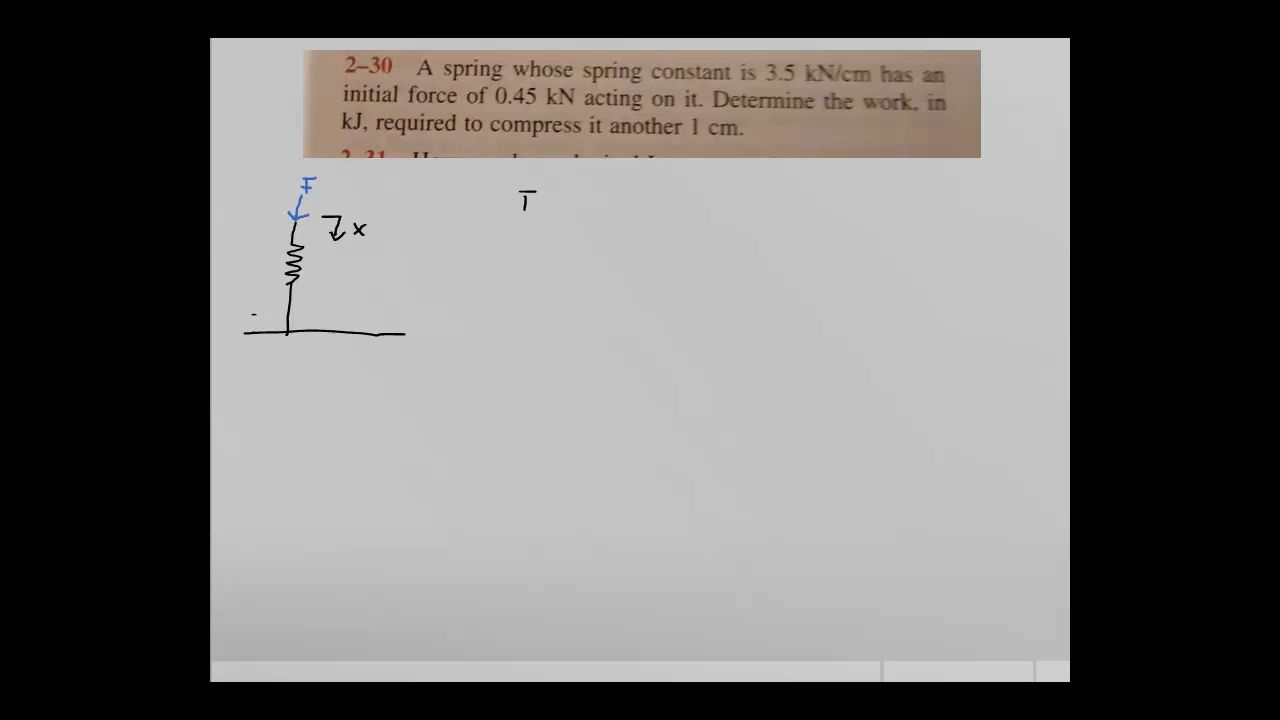 2–30 A spring whose spring constant is 3.5 kN/cm has an
initial force of 0.45 kN acting on it. Determine the work, in
kJ, required to compress it another 1 cm.
F
x